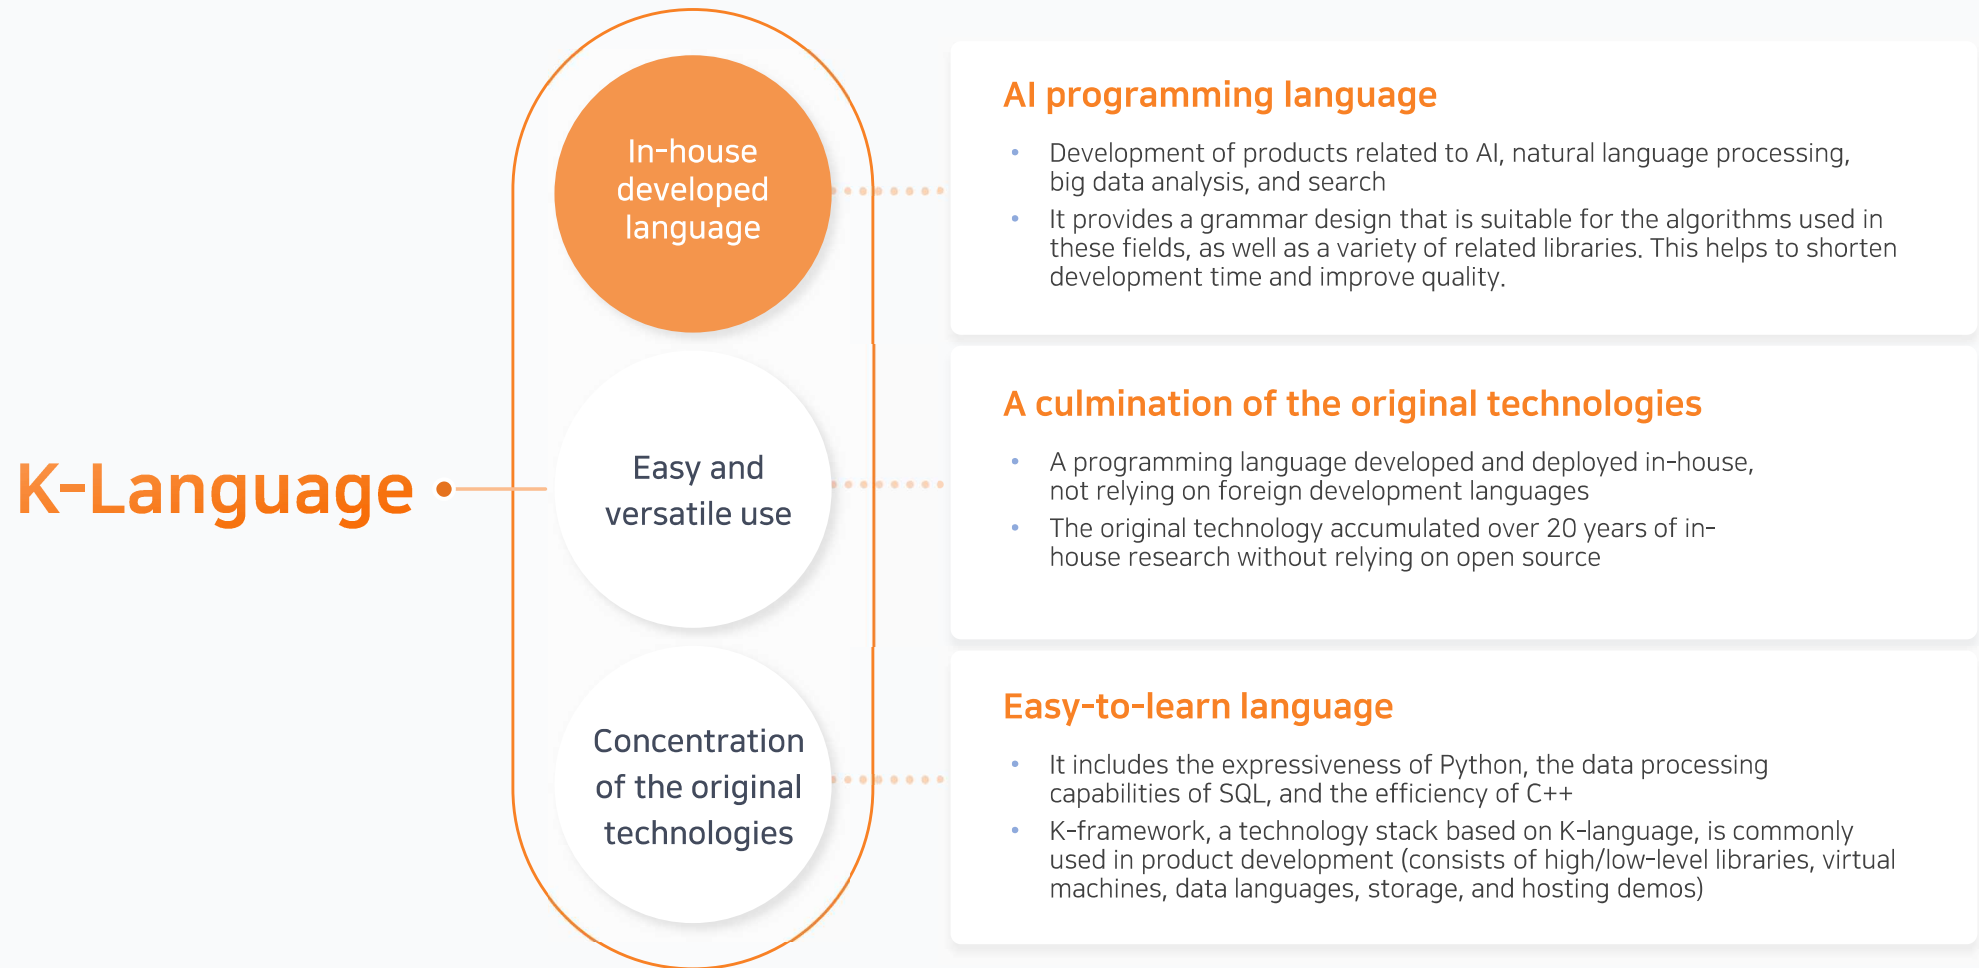 K-Language
In-house
developed
language
Easy and
versatile use
Concentration
of the original
technologies
AI programming language
• Development of products related to AI, natural language processing,
big data analysis, and search
• It provides a grammar design that is suitable for the algorithms used in
these fields, as well as a variety of related libraries. This helps to shorten
development time and improve quality.
A culmination of the original technologies
• A programming language developed and deployed in-house,
not relying on foreign development languages
• The original technology accumulated over 20 years of in-
house research without relying on open source
Easy-to-learn language
• It includes the expressiveness of Python, the data processing
capabilities of SQL, and the efficiency of C++
• K-framework, a technology stack based on K-language, is commonly
used in product development (consists of high/low-level libraries, virtual
machines, data languages, storage, and hosting demos)